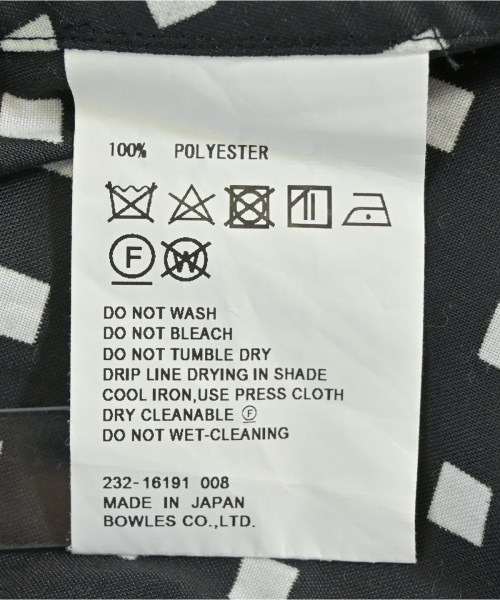 100% POLYESTER
F W
DO NOT WASH
DO NOT BLEACH
DO NOT TUMBLE DRY
DRIP LINE DRYING IN SHADE
COOL IRON,USE PRESS CLOTH
DRY CLEANABLE Ⓕ
DO NOT WET-CLEANING
232-16191 008
MADE IN JAPAN
BOWLES CO.,LTD.